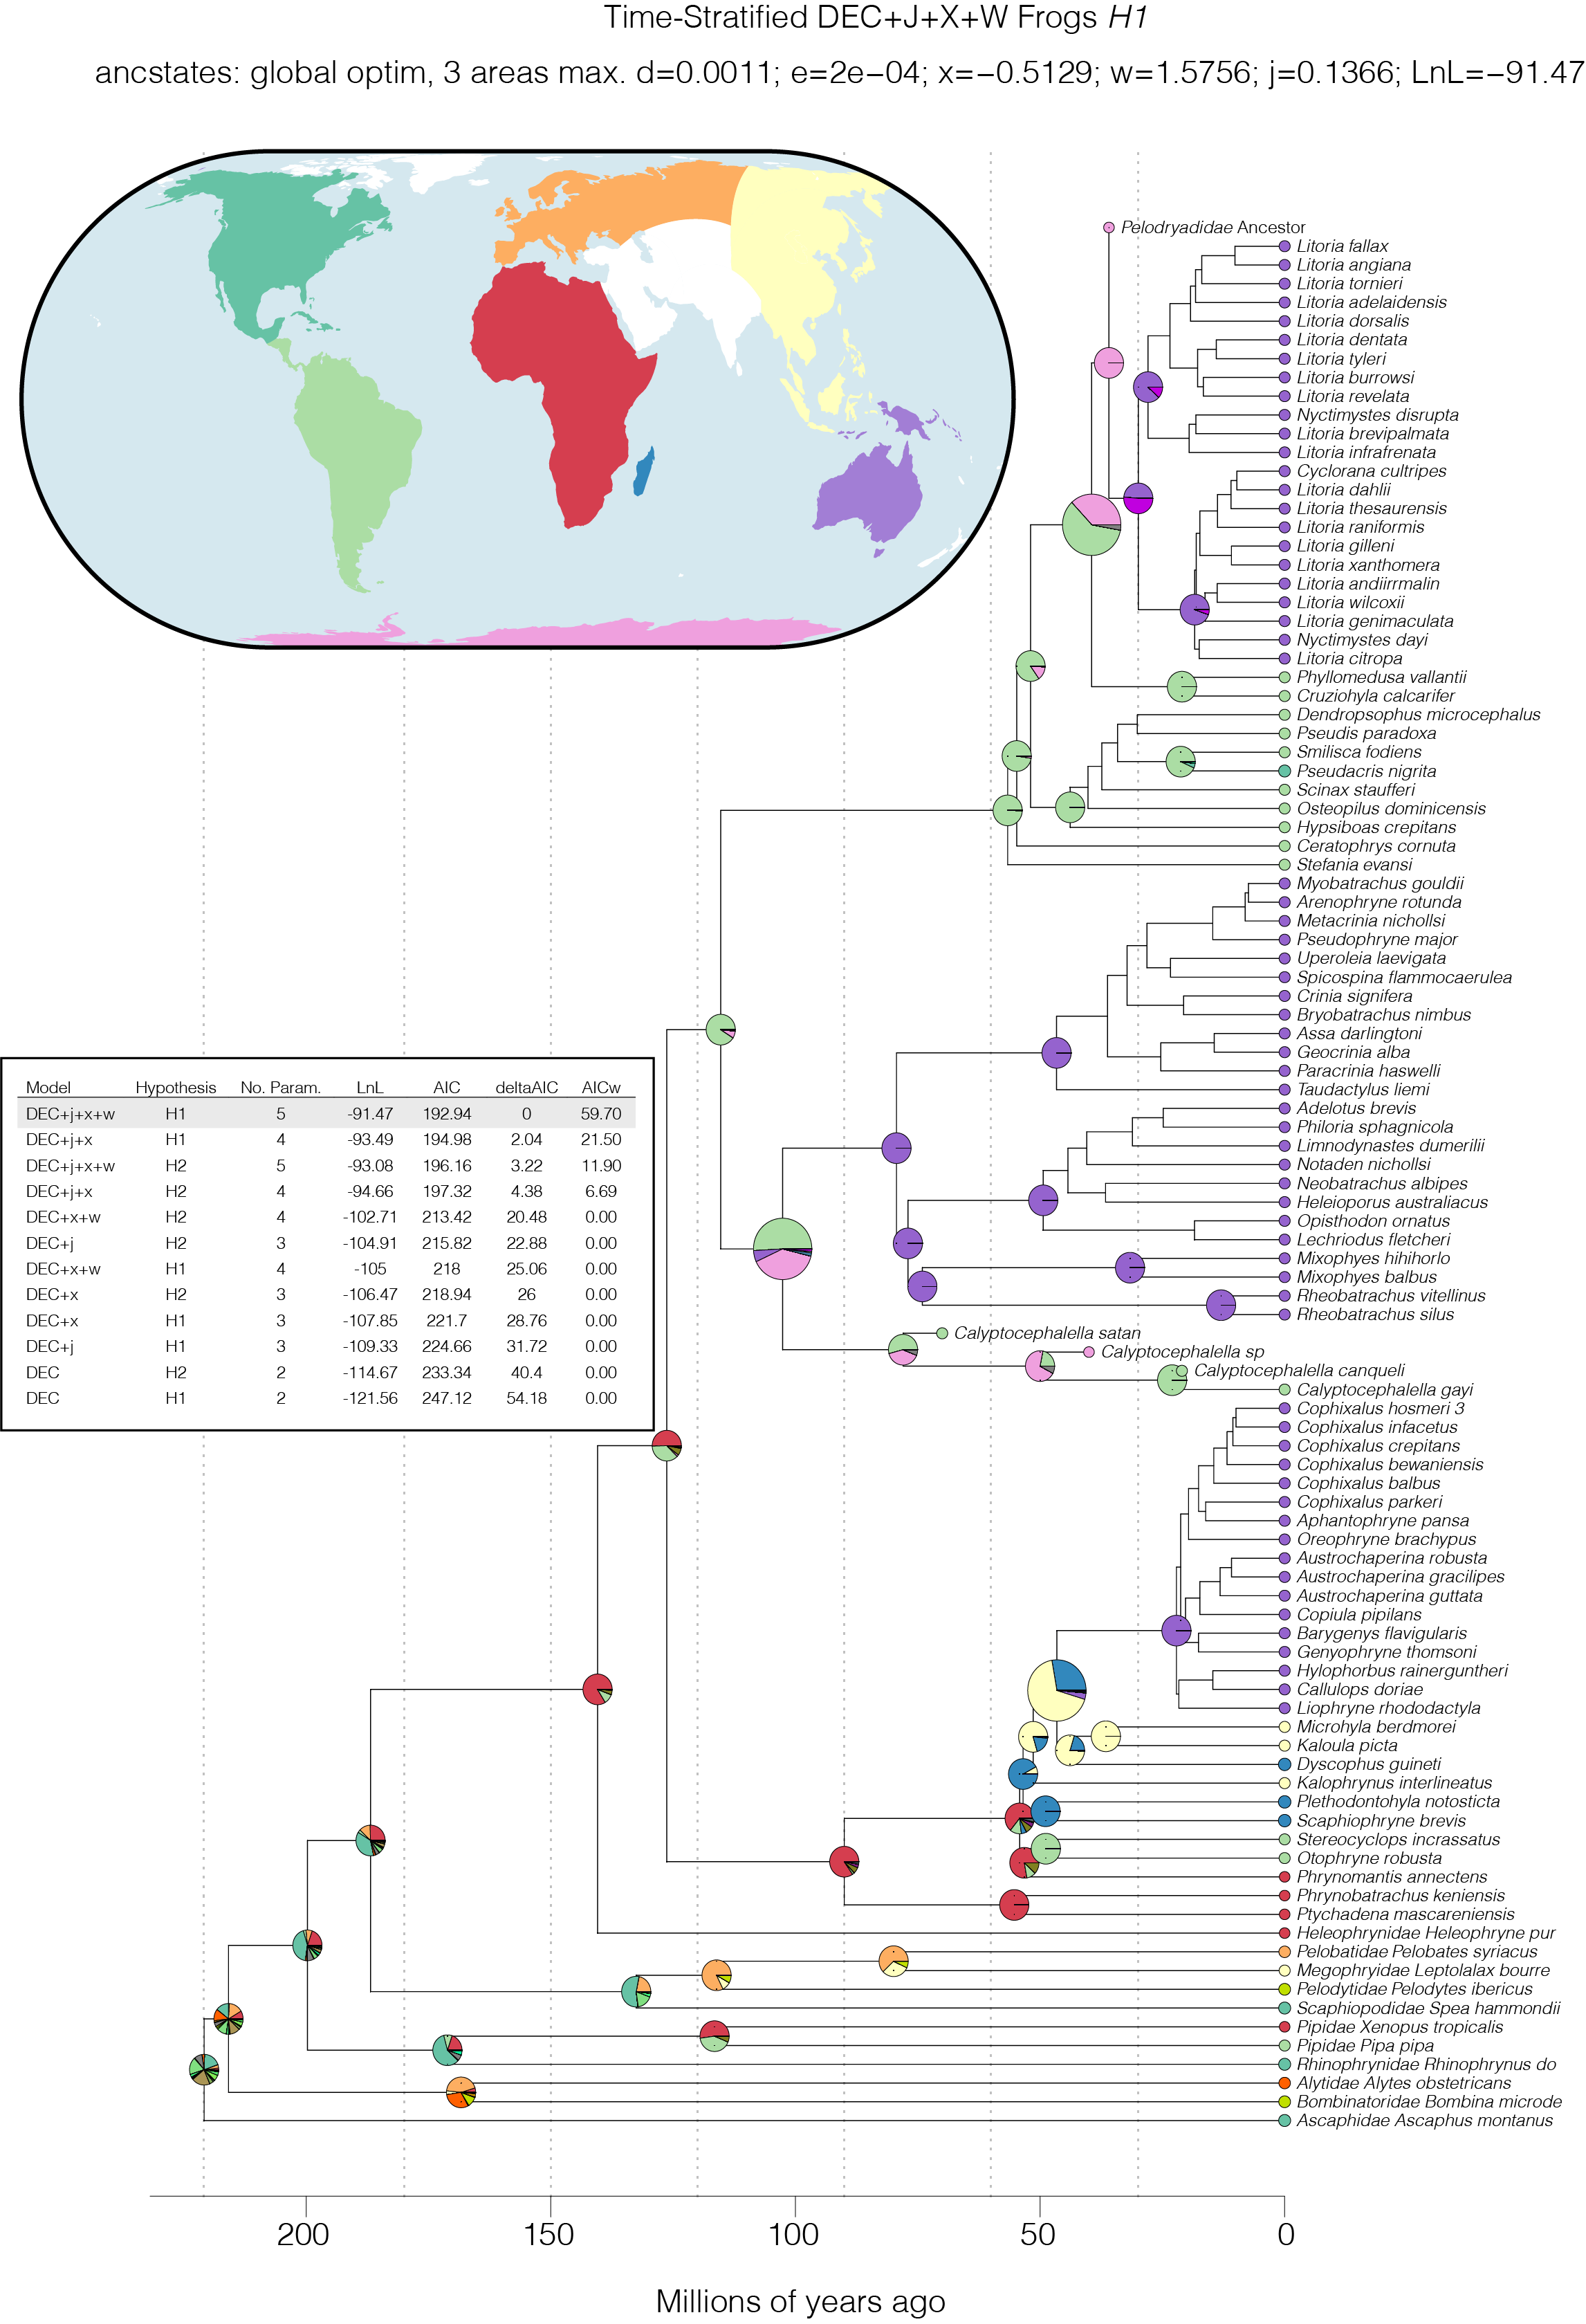 Time-Stratified DEC+J+X+W Frogs H1
ancstates: global optim, 3 areas max. d=0.0011; e=2e−04; x=−0.5129; w=1.5756; j=0.1366; LnL=−91.47
Pelodryadidae Ancestor
Litoria fallax
Litoria angiana
Litoria tornieri
Litoria adelaidensis
Litoria dorsalis
Litoria dentata
Litoria tyleri
Litoria burrowsi
Litoria revelata
Nyctimystes disrupta
Litoria brevipalmata
Litoria infrafrenata
Cyclorana cultripes
Litoria dahlii
Litoria thesaurensis
Litoria raniformis
Litoria gilleni
Litoria xanthomera
Litoria andiirrmalin
Litoria wilcoxii
Litoria genimaculata
Nyctimystes dayi
Litoria citropa
Phyllomedusa vallantii
Cruziohyla calcarifer
Dendropsophus microcephalus
Pseudis paradoxa
Smilisca fodiens
Pseudacris nigrita
Scinax staufferi
Osteopilus dominicensis
Hypsiboas crepitans
Ceratophrys cornuta
Stefania evansi
Myobatrachus gouldii
Arenophryne rotunda
Metacrinia nichollsi
Pseudophryne major
Uperoleia laevigata
Spicospina flammocaerulea
Crinia signifera
Bryobatrachus nimbus
Assa darlingtoni
Geocrinia alba
Paracrinia haswelli
Taudactylus liemi
Adelotus brevis
Philoria sphagnicola
Limnodynastes dumerilii
Notaden nichollsi
Neobatrachus albipes
Heleioporus australiacus
Opisthodon ornatus
Lechriodus fletcheri
Mixophyes hihihorlo
Mixophyes balbus
Rheobatrachus vitellinus
Rheobatrachus silus
Calyptocephalella satan
Calyptocephalella sp
Calyptocephalella canqueli
Calyptocephalella gayi
Cophixalus hosmeri 3
Cophixalus infacetus
Cophixalus crepitans
Cophixalus bewaniensis
Cophixalus balbus
Cophixalus parkeri
Aphantophryne pansa
Oreophryne brachypus
Austrochaperina robusta
Austrochaperina gracilipes
Austrochaperina guttata
Copiula pipilans
Barygenys flavigularis
Genyophryne thomsoni
Hylophorbus rainerguntheri
Callulops doriae
Liophryne rhododactyla
Microhyla berdmorei
Kaloula picta
Dyscophus guineti
Kalophrynus interlineatus
Plethodontohyla notosticta
Scaphiophryne brevis
Stereocyclops incrassatus
Otophryne robusta
Phrynomantis annectens
Phrynobatrachus keniensis
Ptychadena mascareniensis
Heleophrynidae Heleophryne pur
Pelobatidae Pelobates syriacus
Megophryidae Leptolalax bourre
Pelodytidae Pelodytes ibericus
Scaphiopodidae Spea hammondii
Pipidae Xenopus tropicalis
Pipidae Pipa pipa
Rhinophrynidae Rhinophrynus do
Alytidae Alytes obstetricans
Bombinatoridae Bombina microde
Ascaphidae Ascaphus montanus
Model Hypothesis No. Param. LnL AIC deltaAIC AICw
DEC+j+x+w H1 5 -91.47 192.94 0 59.70
DEC+j+x H1 4 -93.49 194.98 2.04 21.50
DEC+j+x+w H2 5 -93.08 196.16 3.22 11.90
DEC+j+x H2 4 -94.66 197.32 4.38 6.69
DEC+x+w H2 4 -102.71 213.42 20.48 0.00
DEC+j H2 3 -104.91 215.82 22.88 0.00
DEC+x+w H1 4 -105 218 25.06 0.00
DEC+x H2 3 -106.47 218.94 26 0.00
DEC+x H1 3 -107.85 221.7 28.76 0.00
DEC+j H1 3 -109.33 224.66 31.72 0.00
DEC H2 2 -114.67 233.34 40.4 0.00
DEC H1 2 -121.56 247.12 54.18 0.00
200 150 100 50 0
Millions of years ago